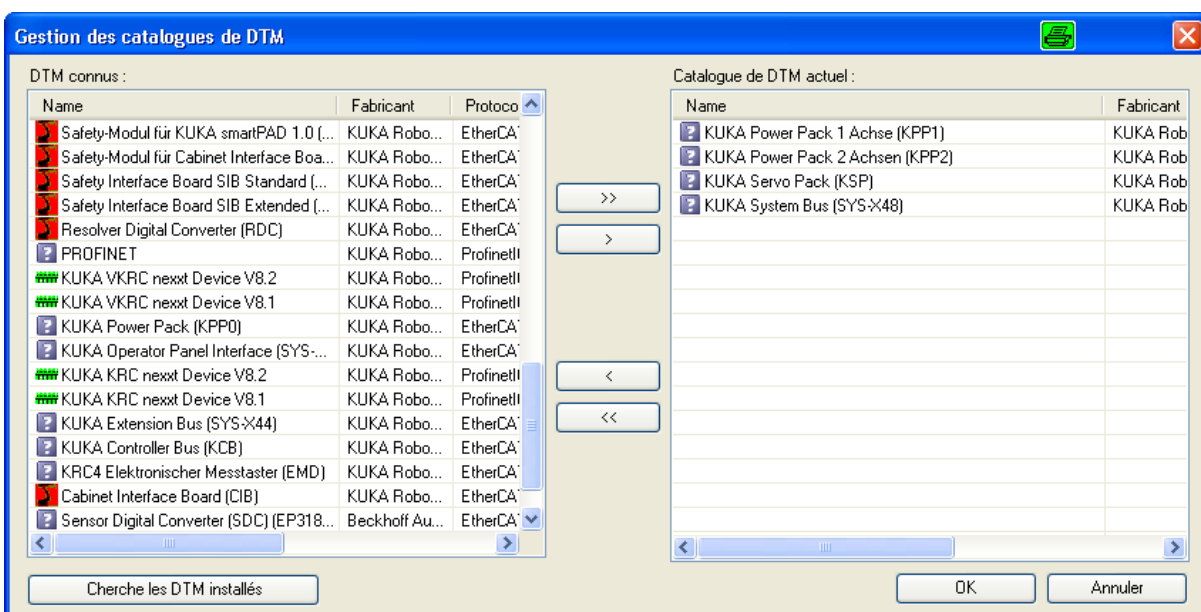 Gestion des catalogues de DTM
DTM connus :
Name Fabricant Protoco
Safety-Modul für KUKA smartPAD 1.0 (... KUKA Robo... EtherCA
Safety-Modul für Cabinet Interface Boa... KUKA Robo... EtherCA
Safety Interface Board SIB Standard (... KUKA Robo... EtherCA
Safety Interface Board SIB Extended (... KUKA Robo... EtherCA
Resolver Digital Converter (RDC) KUKA Robo... EtherCA
PROFINET KUKA Robo... ProfinetI
KUKA VKRC nexxt Device V8.2 KUKA Robo... ProfinetI
KUKA VKRC nexxt Device V8.1 KUKA Robo... ProfinetI
KUKA Power Pack (KPP0) KUKA Robo... EtherCA
KUKA Operator Panel Interface (SYS-... KUKA Robo... EtherCA
KUKA KRC nexxt Device V8.2 KUKA Robo... ProfinetI
KUKA KRC nexxt Device V8.1 KUKA Robo... ProfinetI
KUKA Extension Bus (SYS-X44) KUKA Robo... EtherCA
KUKA Controller Bus (KCB) KUKA Robo... EtherCA
KRC4 Elektronischer Messtaster (EMD) KUKA Robo... EtherCA
Cabinet Interface Board (CIB) KUKA Robo... EtherCA
Sensor Digital Converter (SDC) (EP318... Beckhoff Au... EtherCA
Cherche les DTM installés
>>
>
<
<<
Catalogue de DTM actuel :
Name Fabricant
KUKA Power Pack 1 Achse (KPP1) KUKA Rob
KUKA Power Pack 2 Achsen (KPP2) KUKA Rob
KUKA Servo Pack (KSP) KUKA Rob
KUKA System Bus (SYS-X48) KUKA Rob
OK Annuler